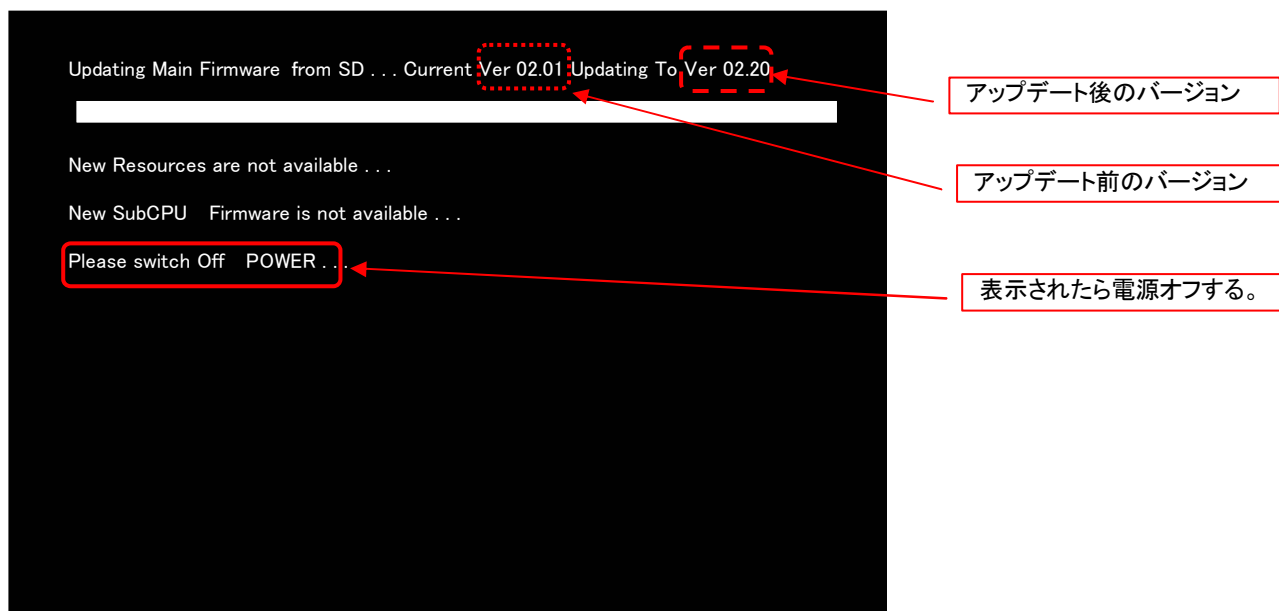 Updating Main Firmware from SD . . . Current Ver 02.01 Updating To Ver 02.20
アップデート後のバージョン
New Resources are not available . . .
アップデート前のバージョン
New SubCPU Firmware is not available . . .
Please switch Off POWER . . .
表示されたら電源オフする。